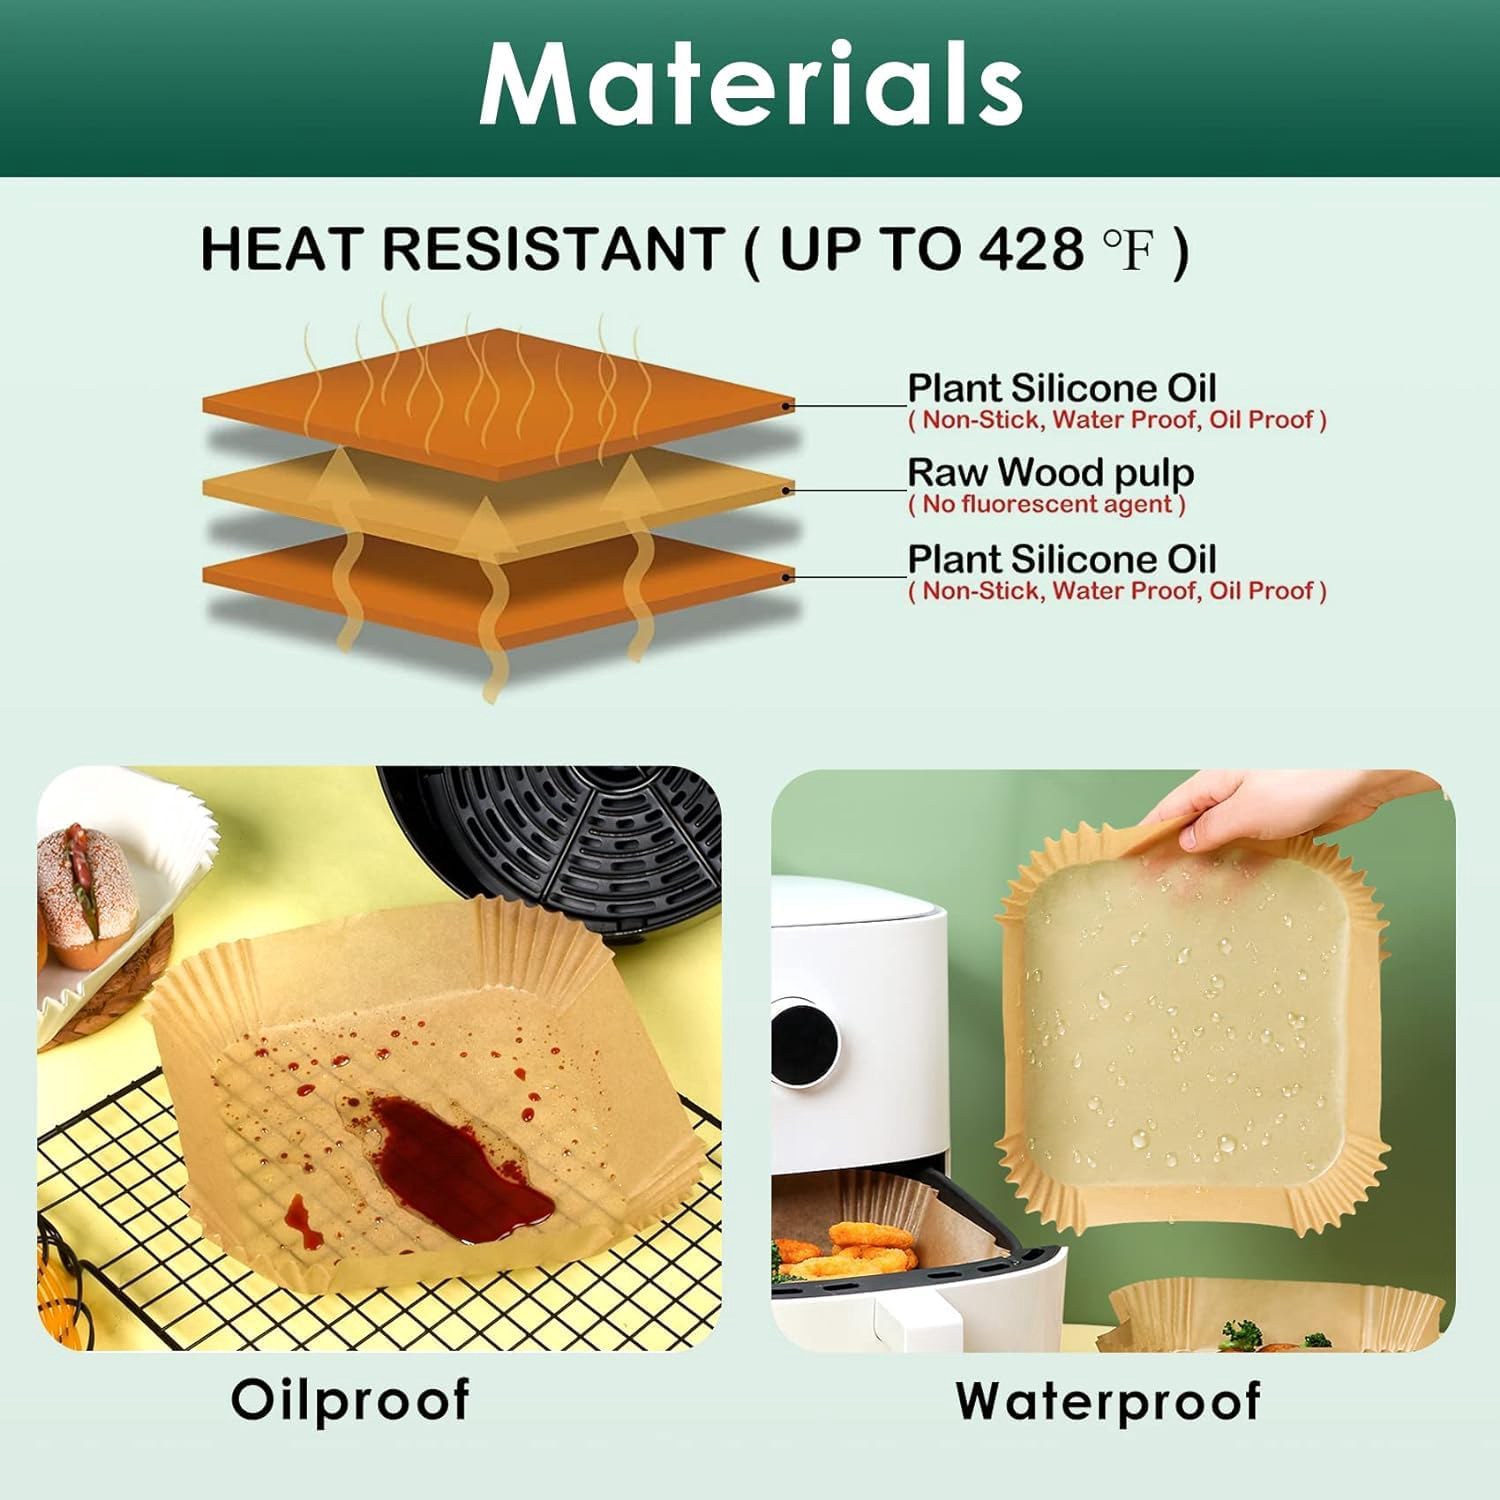 Materials
HEAT RESISTANT ( UP TO 428 °F )
Plant Silicone Oil
( Non-Stick, Water Proof, Oil Proof )
Raw Wood pulp
( No fluorescent agent )
Plant Silicone Oil
( Non-Stick, Water Proof, Oil Proof )
Oilproof
Waterproof